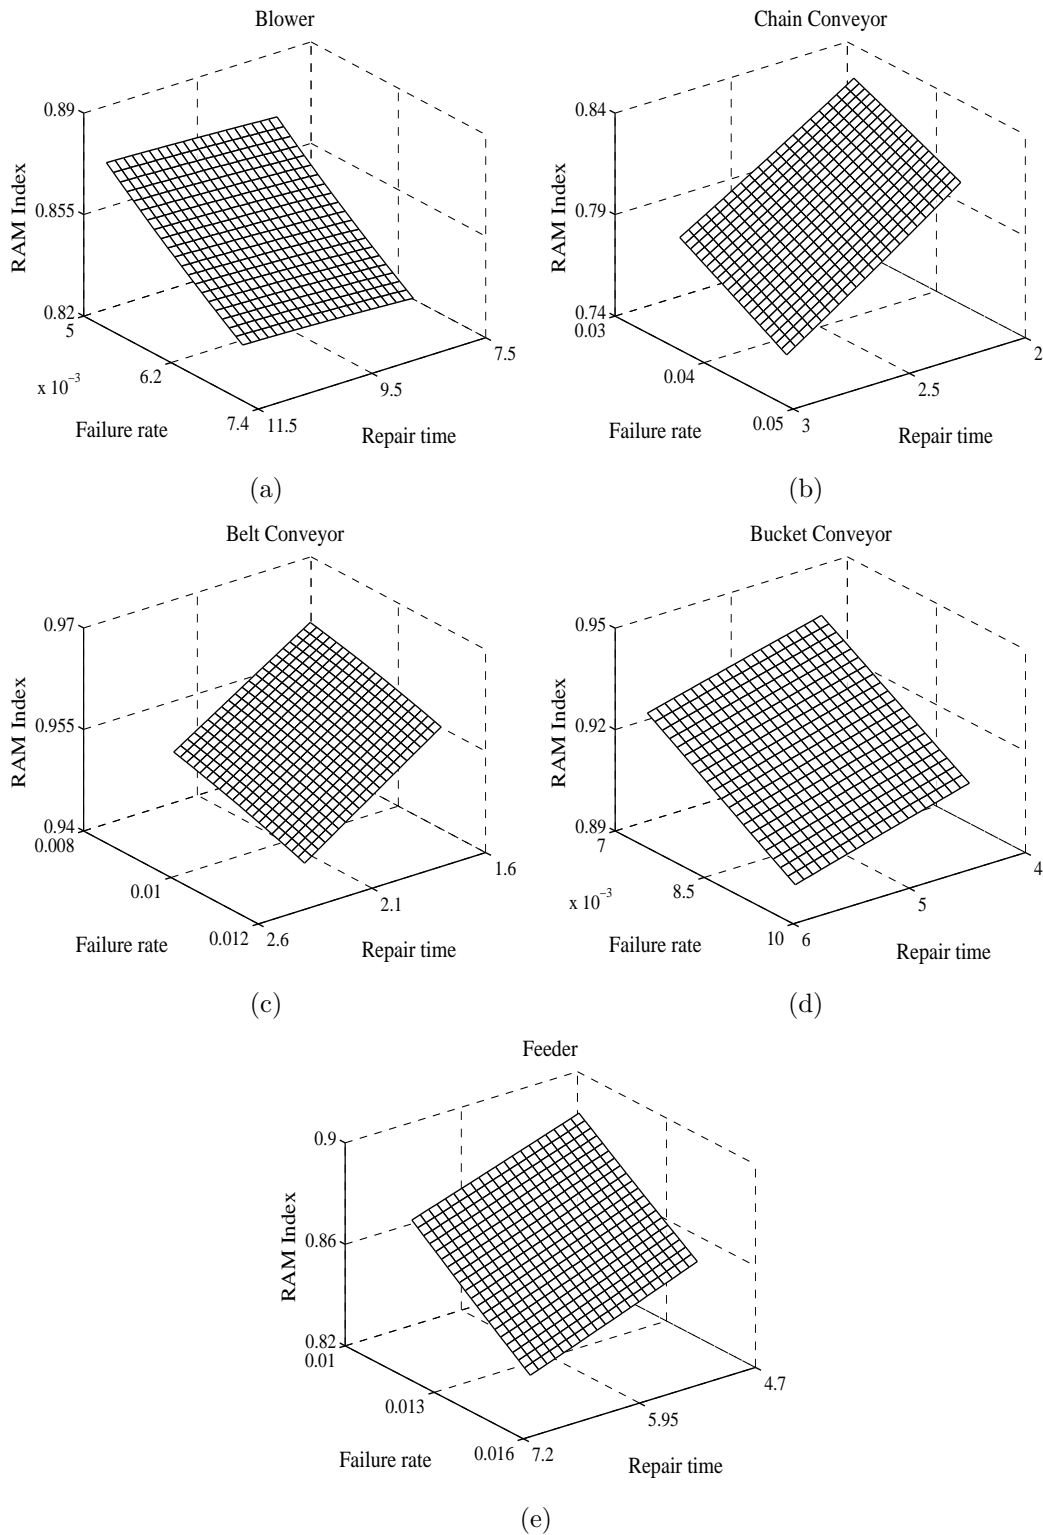 Blower
0.89
0.855
0.82
RAM Index
5
6.2
7.4
x 10⁻³
Failure rate
11.5
9.5
7.5
Repair time
(a)
Chain Conveyor
0.84
0.79
0.74
RAM Index
0.03
0.04
0.05
Failure rate
3
2.5
2
Repair time
(b)
Belt Conveyor
0.97
0.955
0.94
RAM Index
0.008
0.01
0.012
Failure rate
2.6
2.1
1.6
Repair time
(c)
Bucket Conveyor
0.95
0.92
0.89
RAM Index
7
8.5
10
x 10⁻³
Failure rate
6
5
4
Repair time
(d)
Feeder
0.9
0.86
0.82
RAM Index
0.01
0.013
0.016
Failure rate
7.2
5.95
4.7
Repair time
(e)